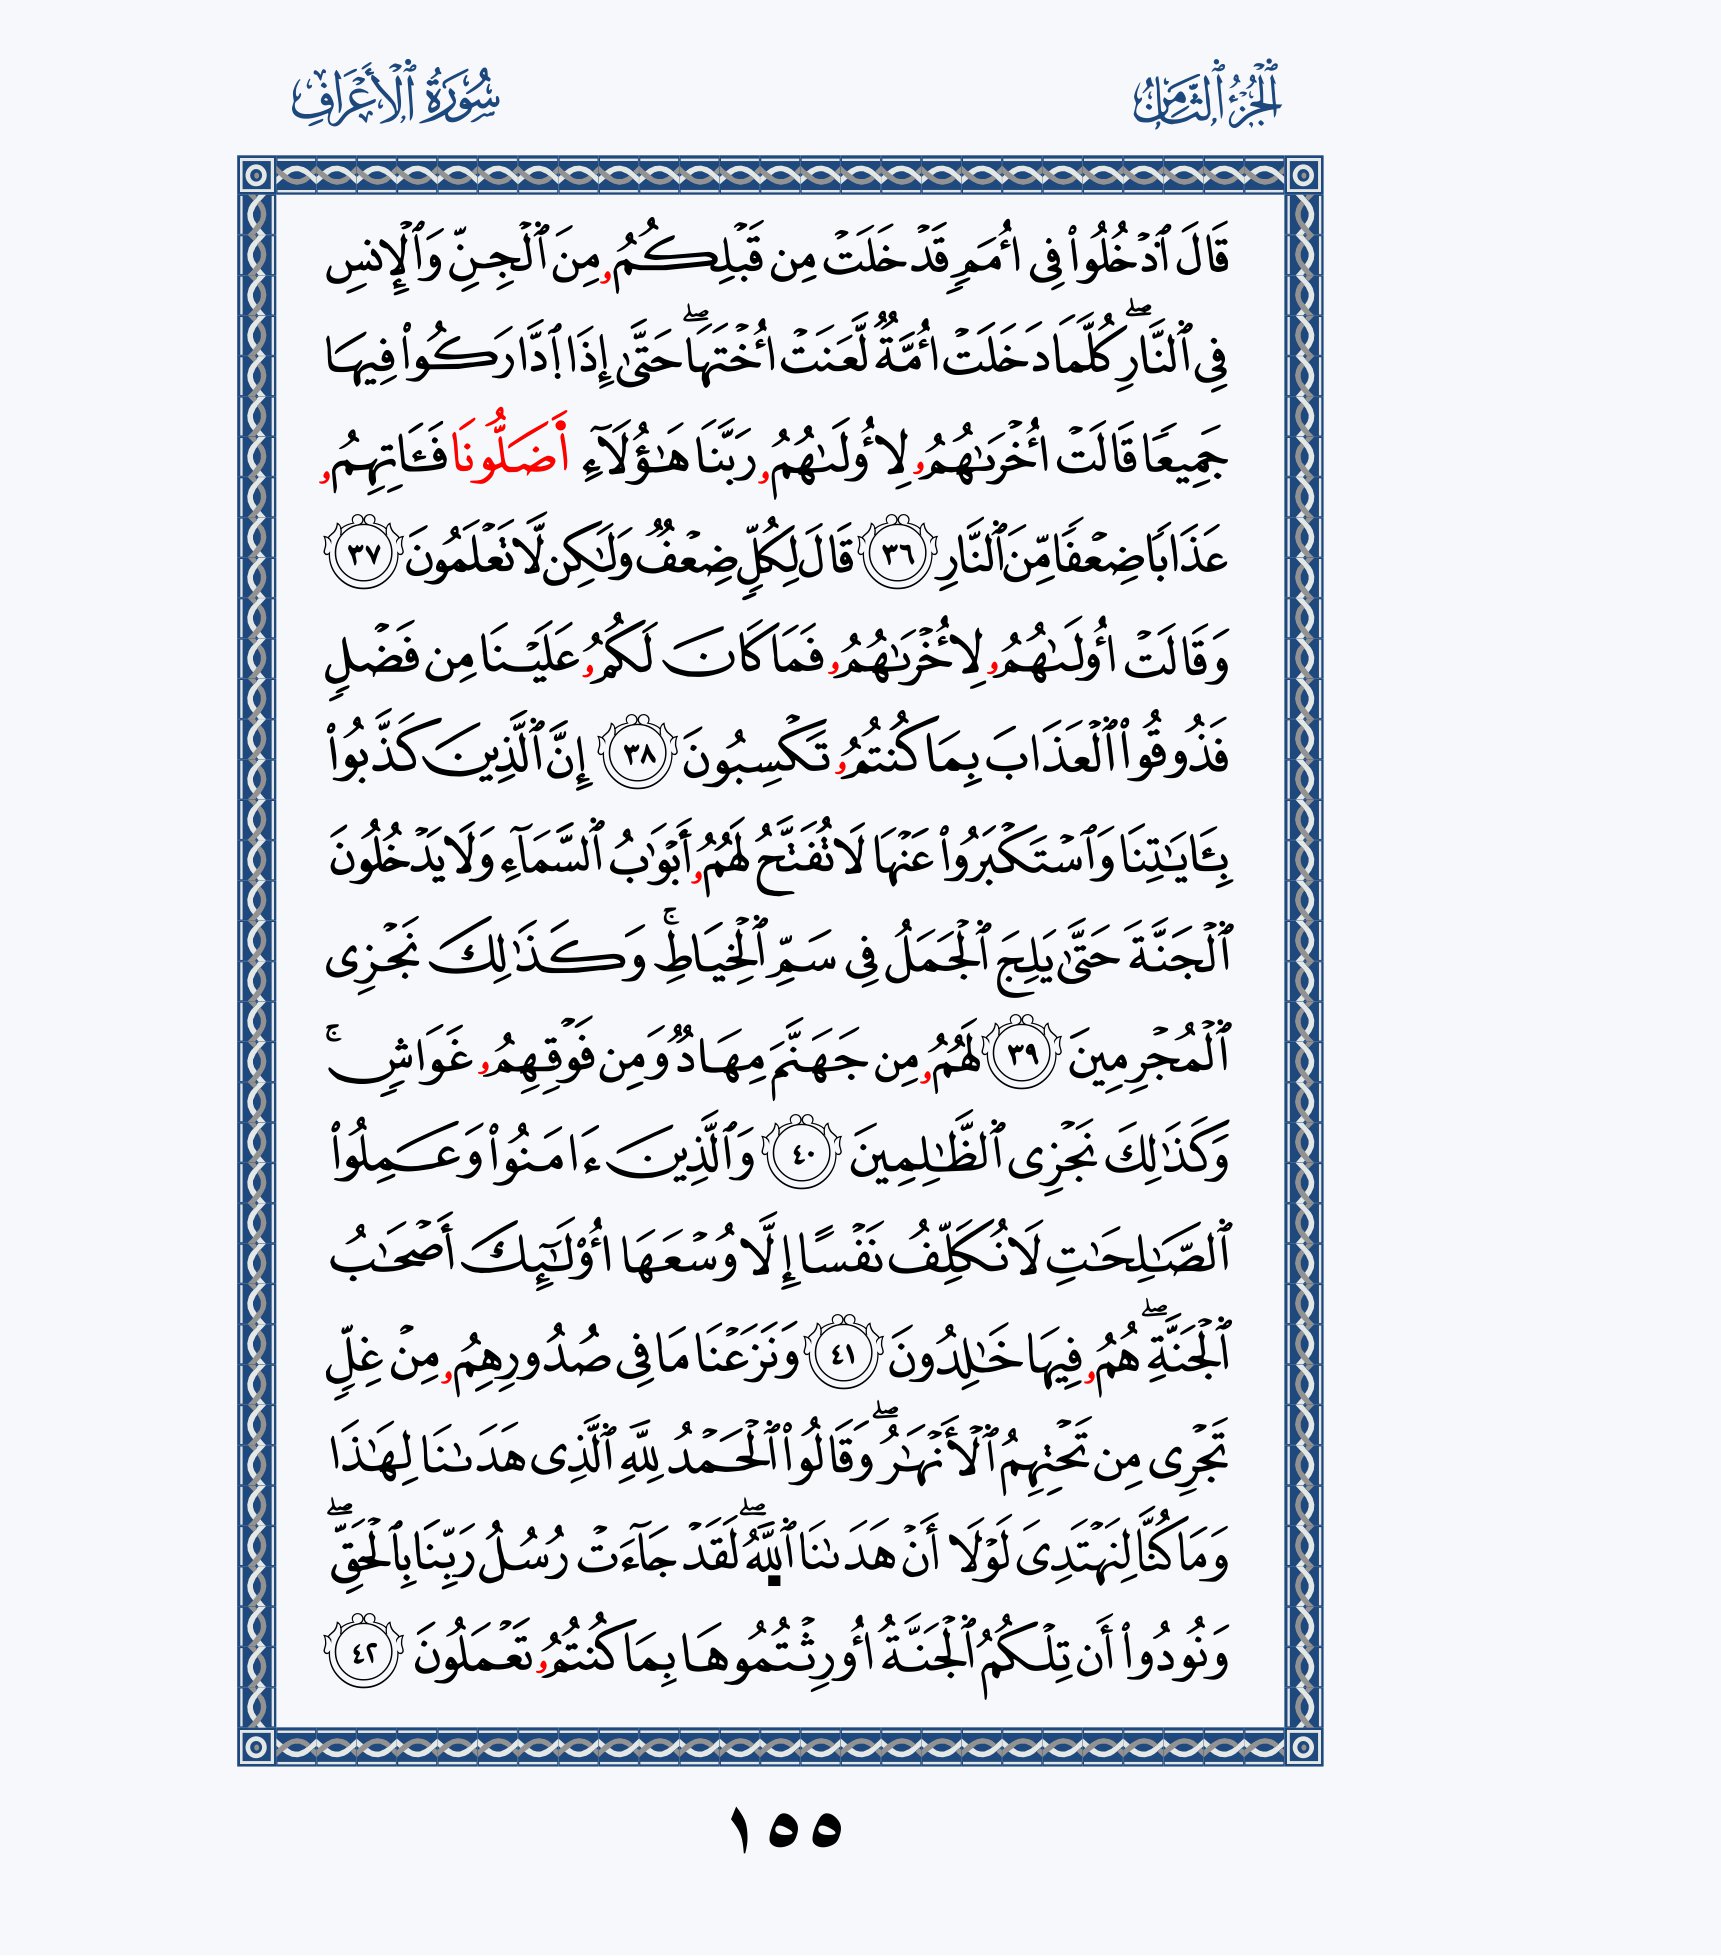 ٱلْجُزْءُ ٱلثَّامِنُ
سُورَةُ ٱلْأَعْرَافِ
قَالَ ٱدْخُلُوا۟ فِى أُمَمٍ قَدْ خَلَتْ مِن قَبْلِكُمُۥ مِنَ ٱلْجِنِّ وَٱلْإِنسِ
فِى ٱلنَّارِۖ كُلَّمَا دَخَلَتْ أُمَّةٌ لَّعَنَتْ أُخْتَهَاۖ حَتَّىٰ إِذَا ٱدَّارَكُوا۟ فِيهَا
جَمِيعًا قَالَتْ أُخْرَىٰهُمُۥ لِأُولَىٰهُمُۥ رَبَّنَا هَٰٓؤُلَآءِ أَضَلُّونَا فَـَٔاتِهِمُۥ
عَذَابًا ضِعْفًا مِّنَ ٱلنَّارِ ٣٦ قَالَ لِكُلٍّ ضِعْفٌ وَلَٰكِن لَّا تَعْلَمُونَ ٣٧
وَقَالَتْ أُولَىٰهُمُۥ لِأُخْرَىٰهُمُۥ فَمَا كَانَ لَكُمُۥ عَلَيْنَا مِن فَضْلٍ
فَذُوقُوا۟ ٱلْعَذَابَ بِمَا كُنتُمُۥ تَكْسِبُونَ ٣٨ إِنَّ ٱلَّذِينَ كَذَّبُوا۟
بِـَٔايَٰتِنَا وَٱسْتَكْبَرُوا۟ عَنْهَا لَا تُفَتَّحُ لَهُمُۥ أَبْوَٰبُ ٱلسَّمَآءِ وَلَا يَدْخُلُونَ
ٱلْجَنَّةَ حَتَّىٰ يَلِجَ ٱلْجَمَلُ فِى سَمِّ ٱلْخِيَاطِۚ وَكَذَٰلِكَ نَجْزِى
ٱلْمُجْرِمِينَ ٣٩ لَهُمُۥ مِن جَهَنَّمَ مِهَادٌ وَمِن فَوْقِهِمُۥ غَوَاشٍۚ
وَكَذَٰلِكَ نَجْزِى ٱلظَّٰلِمِينَ ٤٠ وَٱلَّذِينَ ءَامَنُوا۟ وَعَمِلُوا۟
ٱلصَّٰلِحَٰتِ لَا نُكَلِّفُ نَفْسًا إِلَّا وُسْعَهَا أُو۟لَٰٓئِكَ أَصْحَٰبُ
ٱلْجَنَّةِۖ هُمُۥ فِيهَا خَٰلِدُونَ ٤١ وَنَزَعْنَا مَا فِى صُدُورِهِمُۥ مِنْ غِلٍّ
تَجْرِى مِن تَحْتِهِمُ ٱلْأَنْهَٰرُۖ وَقَالُوا۟ ٱلْحَمْدُ لِلَّهِ ٱلَّذِى هَدَىٰنَا لِهَٰذَا
وَمَا كُنَّا لِنَهْتَدِىَ لَوْلَا أَنْ هَدَىٰنَا ٱللَّهُۖ لَقَدْ جَآءَتْ رُسُلُ رَبِّنَا بِٱلْحَقِّۖ
وَنُودُوا۟ أَن تِلْكُمُ ٱلْجَنَّةُ أُورِثْتُمُوهَا بِمَا كُنتُمُۥ تَعْمَلُونَ ٤٢
١٥٥